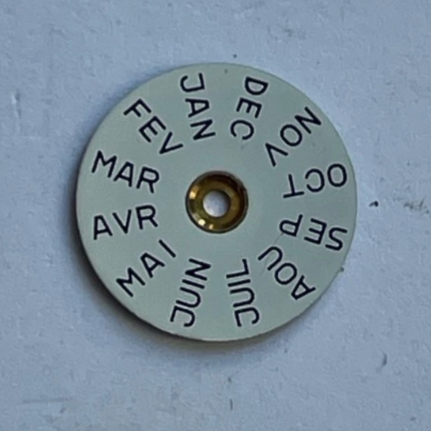 JAN
FEV
MAR
AVR
MAI
JUIN
JUIL
AOU
SEP
OCT
NOV
DEC